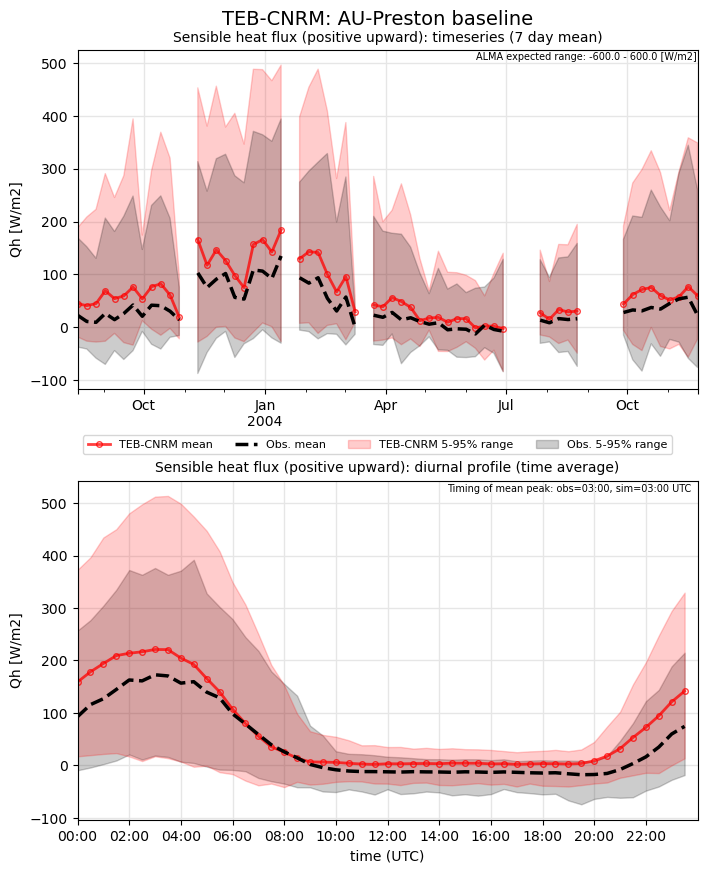 TEB-CNRM: AU-Preston baseline
Sensible heat flux (positive upward): timeseries (7 day mean)
ALMA expected range: -600.0 - 600.0 [W/m2]
500
400
300
200
100
0
−100
Qh [W/m2]
Oct
Jan
2004
Apr
Jul
Oct
TEB-CNRM mean
Obs. mean
TEB-CNRM 5-95% range
Obs. 5-95% range
Sensible heat flux (positive upward): diurnal profile (time average)
Timing of mean peak: obs=03:00, sim=03:00 UTC
500
400
300
200
100
0
−100
Qh [W/m2]
00:00 02:00 04:00 06:00 08:00 10:00 12:00 14:00 16:00 18:00 20:00 22:00
time (UTC)